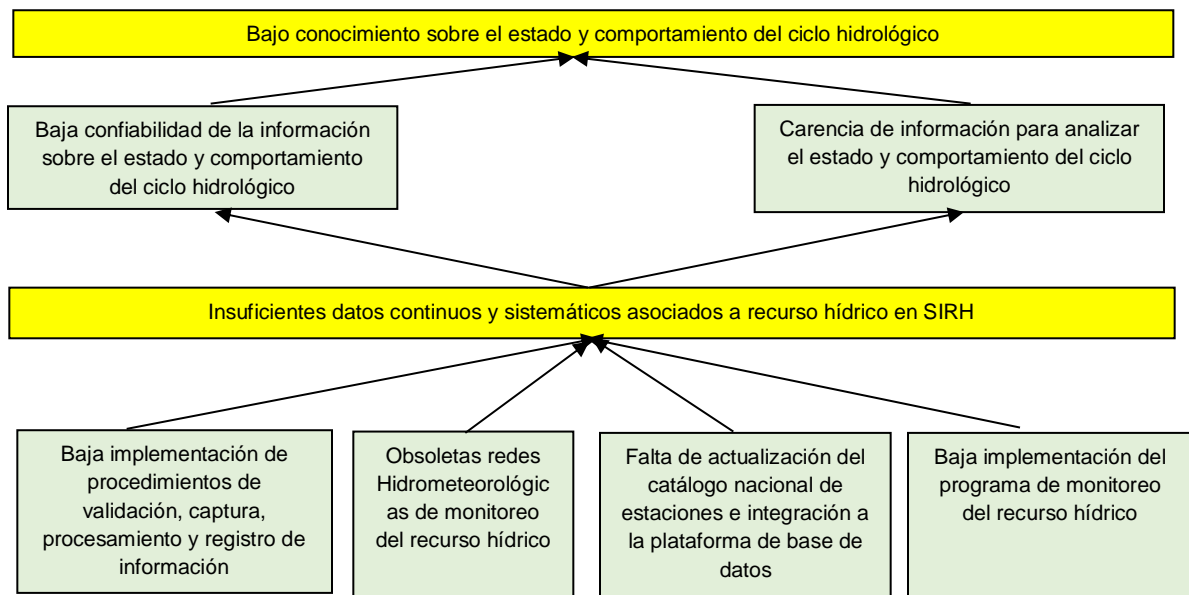 Bajo conocimiento sobre el estado y comportamiento del ciclo hidrológico
Baja confiabilidad de la información
sobre el estado y comportamiento
del ciclo hidrológico
Carencia de información para analizar
el estado y comportamiento del ciclo
hidrológico
Insuficientes datos continuos y sistemáticos asociados a recurso hídrico en SIRH
Baja implementación de
procedimientos de
validación, captura,
procesamiento y registro de
información
Obsoletas redes
Hidrometeorológic
as de monitoreo
del recurso hídrico
Falta de actualización del
catálogo nacional de
estaciones e integración a
la plataforma de base de
datos
Baja implementación del
programa de monitoreo
del recurso hídrico